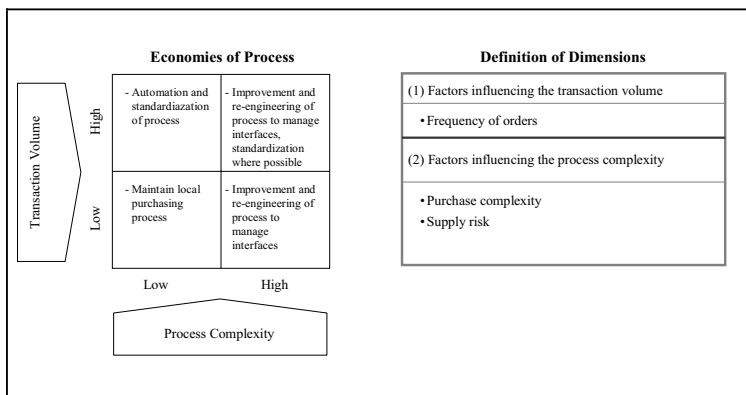 Economies of Process
Definition of Dimensions
Transaction Volume
High
Low
- Automation and
standardiazation
of process
- Improvement and
re-engineering of
process to manage
interfaces,
standardization
where possible
- Maintain local
purchasing
process
- Improvement and
re-engineering of
process to
manage
interfaces
Low
High
Process Complexity
(1) Factors influencing the transaction volume
•Frequency of orders
(2) Factors influencing the process complexity
•Purchase complexity
•Supply risk